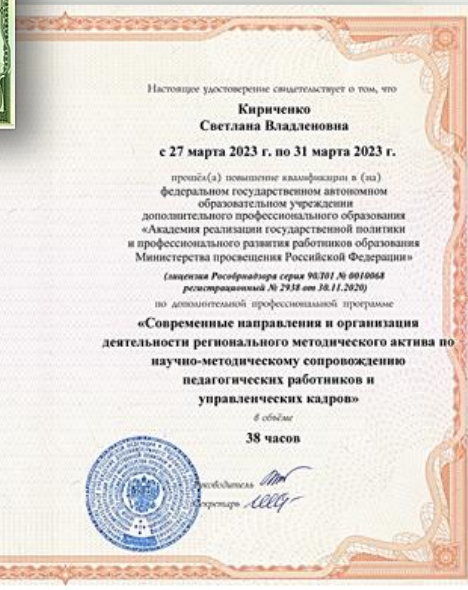 Настоящее удостоверение свидетельствует о том, что
Кириченко
Светлана Владленовна
с 27 марта 2023 г. по 31 марта 2023 г.
прошёл(а) повышение квалификации в (на)
федеральном государственном автономном
образовательном учреждении
дополнительного профессионального образования
«Академия реализации государственной политики
и профессионального развития работников образования
Министерства просвещения Российской Федерации»
(лицензия Рособрнадзора серия 90Л01 № 0010068
регистрационный № 2938 от 30.11.2020)
по дополнительной профессиональной программе
«Современные направления и организация
деятельности регионального методического актива по
научно-методическому сопровождению
педагогических работников и
управленческих кадров»
в объёме
38 часов
Руководитель
Секретарь